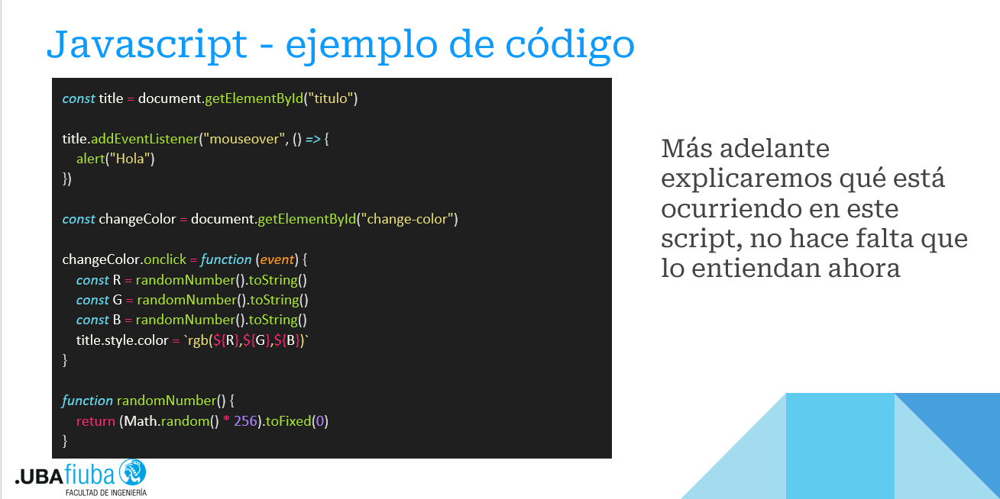 Javascript - ejemplo de código
const title = document.getElementById("titulo")
title.addEventListener("mouseover", () => {
alert("Hola")
})
const changeColor = document.getElementById("change-color")
changeColor.onclick = function (event) {
const R = randomNumber().toString()
const G = randomNumber().toString()
const B = randomNumber().toString()
title.style.color = `rgb(${R},${G},${B})`
}
function randomNumber() {
return (Math.random() * 256).toFixed(0)
}
Más adelante
explicaremos qué está
ocurriendo en este
script, no hace falta que
lo entiendan ahora
.UBAfiuba
FACULTAD DE INGENIERÍA